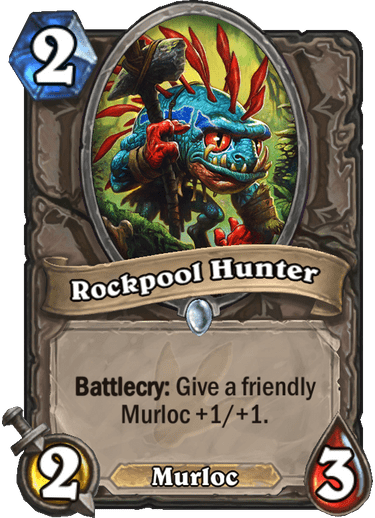 2
Rockpool Hunter
Battlecry: Give a friendly
Murloc +1/+1.
2
Murloc
3